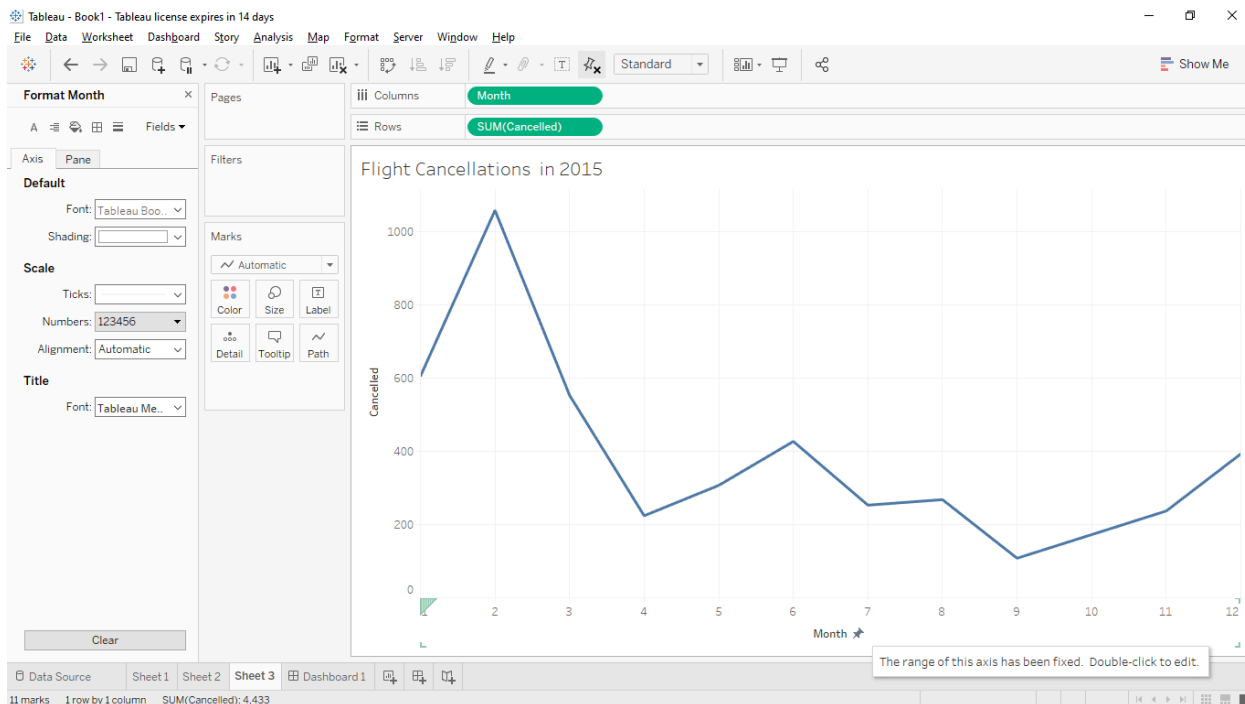 Tableau - Book1 - Tableau license expires in 14 days
File Data Worksheet Dashboard Story Analysis Map Format Server Window Help
Standard
Show Me
Format Month
Fields
Axis Pane
Default
Font: Tableau Boo..
Shading:
Scale
Ticks:
Numbers: 123456
Alignment: Automatic
Title
Font: Tableau Me..
Clear
Pages
Filters
Marks
Automatic
Color Size Label
Detail Tooltip Path
Columns Month
Rows SUM(Cancelled)
Flight Cancellations in 2015
Cancelled
1000
800
600
400
200
0
1 2 3 4 5 6 7 8 9 10 11 12
Month
The range of this axis has been fixed. Double-click to edit.
Data Source Sheet 1 Sheet 2 Sheet 3 Dashboard 1
11 marks 1 row by 1 column SUM(Cancelled): 4,433